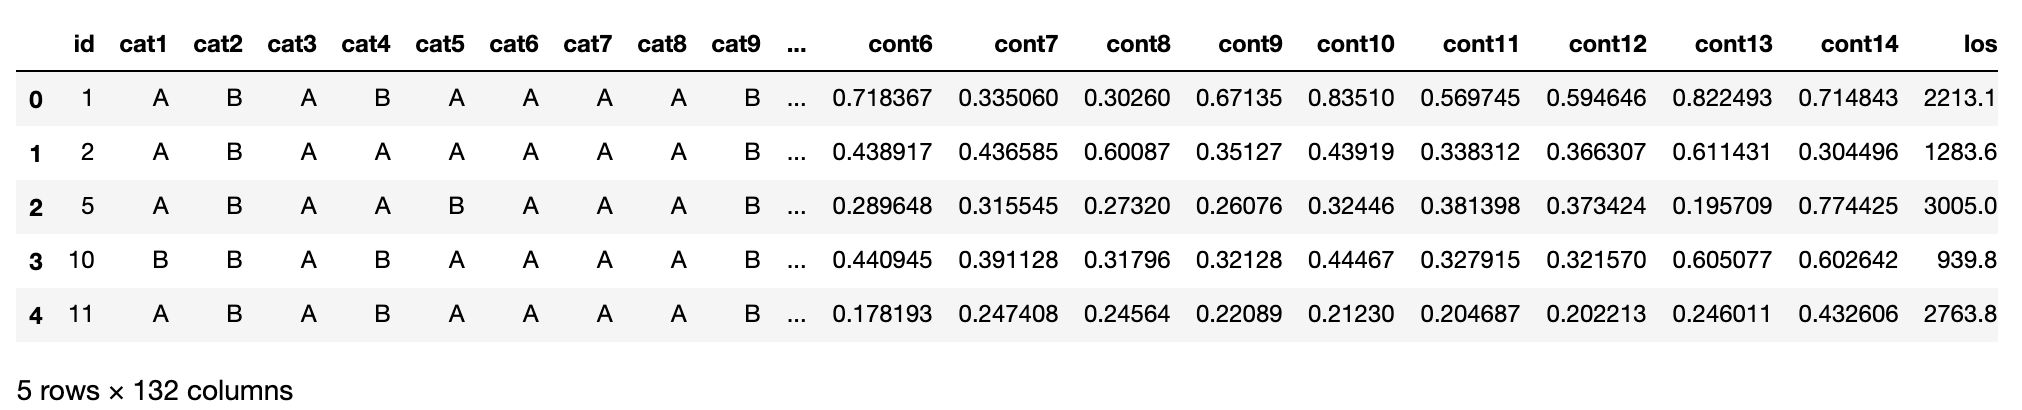 id cat1 cat2 cat3 cat4 cat5 cat6 cat7 cat8 cat9 ... cont6 cont7 cont8 cont9 cont10 cont11 cont12 cont13 cont14 los
0 1 A B A B A A A A B ... 0.718367 0.335060 0.30260 0.67135 0.83510 0.569745 0.594646 0.822493 0.714843 2213.1
1 2 A B A A A A A A B ... 0.438917 0.436585 0.60087 0.35127 0.43919 0.338312 0.366307 0.611431 0.304496 1283.6
2 5 A B A A B A A A B ... 0.289648 0.315545 0.27320 0.26076 0.32446 0.381398 0.373424 0.195709 0.774425 3005.0
3 10 B B A B A A A A B ... 0.440945 0.391128 0.31796 0.32128 0.44467 0.327915 0.321570 0.605077 0.602642 939.8
4 11 A B A B A A A A B ... 0.178193 0.247408 0.24564 0.22089 0.21230 0.204687 0.202213 0.246011 0.432606 2763.8
5 rows × 132 columns